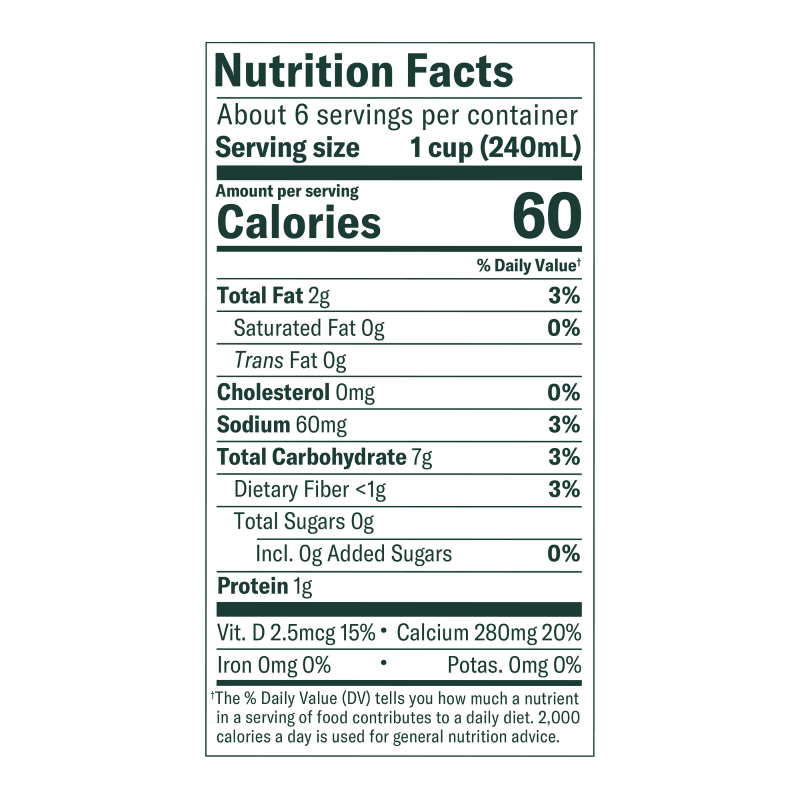 Nutrition Facts
About 6 servings per container
Serving size 1 cup (240mL)
Amount per serving
Calories 60
% Daily Value†
Total Fat 2g 3%
Saturated Fat 0g 0%
Trans Fat 0g
Cholesterol 0mg 0%
Sodium 60mg 3%
Total Carbohydrate 7g 3%
Dietary Fiber <1g 3%
Total Sugars 0g
Incl. 0g Added Sugars 0%
Protein 1g
Vit. D 2.5mcg 15% • Calcium 280mg 20%
Iron 0mg 0% • Potas. 0mg 0%
†The % Daily Value (DV) tells you how much a nutrient
in a serving of food contributes to a daily diet. 2,000
calories a day is used for general nutrition advice.